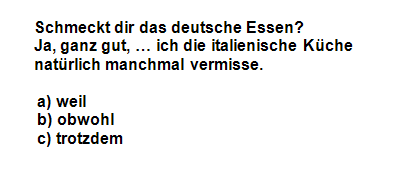 Schmeckt dir das deutsche Essen?
Ja, ganz gut, … ich die italienische Küche
natürlich manchmal vermisse.
a) weil
b) obwohl
c) trotzdem